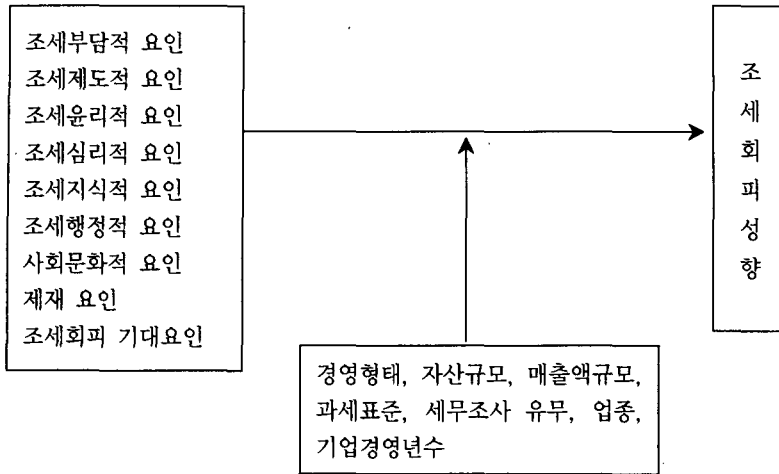 조세부담적 요인
조세제도적 요인
조세윤리적 요인
조세심리적 요인
조세지식적 요인
조세행정적 요인
사회문화적 요인
제재 요인
조세회피 기대요인
조
세
회
피
성
향
경영형태, 자산규모, 매출액규모,
과세표준, 세무조사 유무, 업종,
기업경영년수